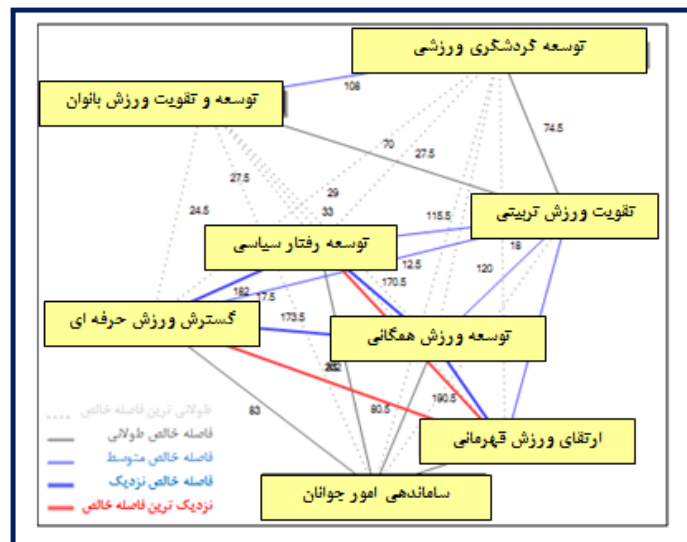 توسعه گردشگری ورزشی
توسعه و تقویت ورزش بانوان
108
74.5
70
27.5
27.5
29
24.5
33
تقویت ورزش تربیتی
115.5
توسعه رفتار سیاسی
18
12.5
120
170.5
182
17.5
گسترش ورزش حرفه ای
173.5
توسعه ورزش همگانی
83
80.5
190.5
طولانی ترین فاصله خالص
فاصله خالص طولانی
فاصله خالص متوسط
فاصله خالص نزدیک
نزدیک ترین فاصله خالص
ارتقای ورزش قهرمانی
ساماندهی امور جوانان